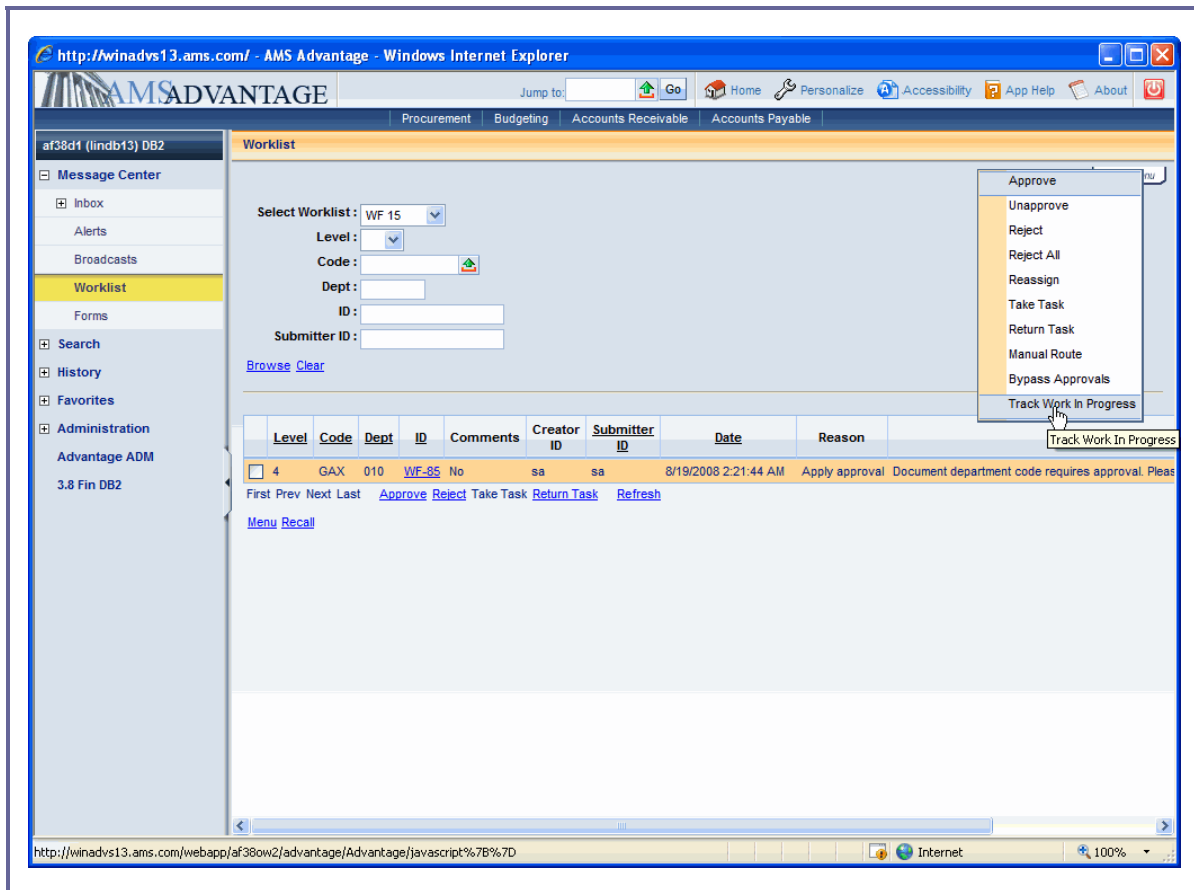 http://winadvs13.ams.com/ - AMS Advantage - Windows Internet Explorer
AMSADVANTAGE
Jump to: Go Home Personalize Accessibility App Help About
Procurement Budgeting Accounts Receivable Accounts Payable
af38d1 (lindb13) DB2
Message Center
Inbox
Alerts
Broadcasts
Worklist
Forms
Search
History
Favorites
Administration
Advantage ADM
3.8 Fin DB2
Worklist
Select Worklist : WF 15
Level :
Code :
Dept :
ID :
Submitter ID :
Browse Clear
Approve
Unapprove
Reject
Reject All
Reassign
Take Task
Return Task
Manual Route
Bypass Approvals
Track Work In Progress
Track Work In Progress
Level Code Dept ID Comments Creator ID Submitter ID Date Reason
4 GAX 010 WF-85 No sa sa 8/19/2008 2:21:44 AM Apply approval Document department code requires approval.
First Prev Next Last Approve Reject Take Task Return Task Refresh
Menu Recall
http://winadvs13.ams.com/webapp/af38ow2/advantage/Advantage/javascript%7B%7D
Internet 100%